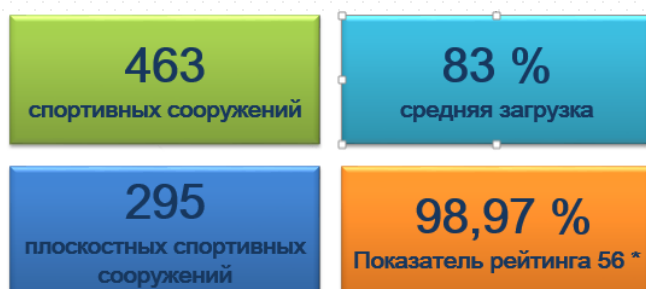 463
спортивных сооружений
83 %
средняя загрузка
295
плоскостных спортивных
сооружений
98,97 %
Показатель рейтинга 56 *